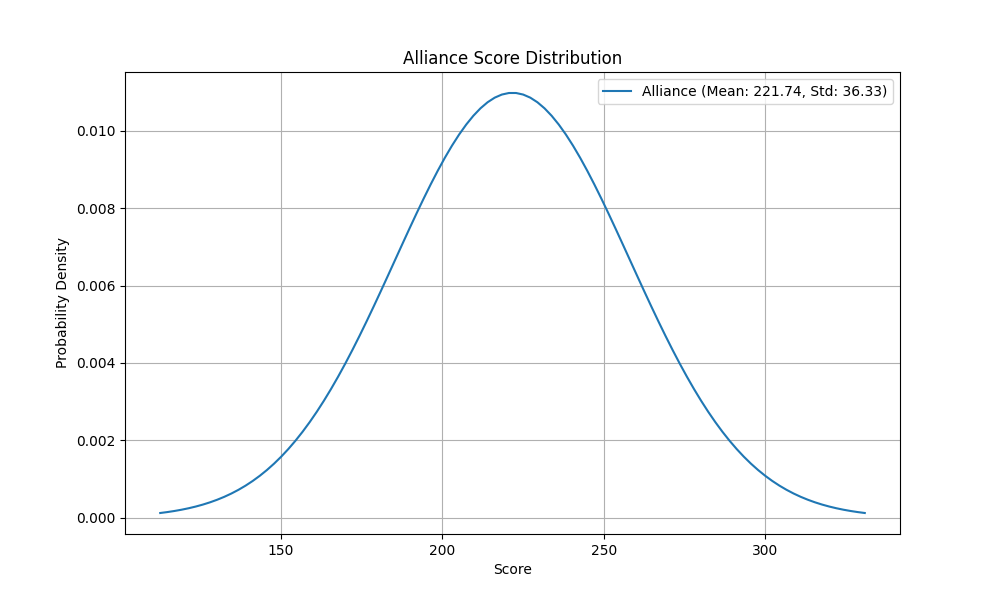 Alliance Score Distribution
Alliance (Mean: 221.74, Std: 36.33)
0.010
0.008
0.006
0.004
0.002
0.000
Probability Density
150 200 250 300
Score